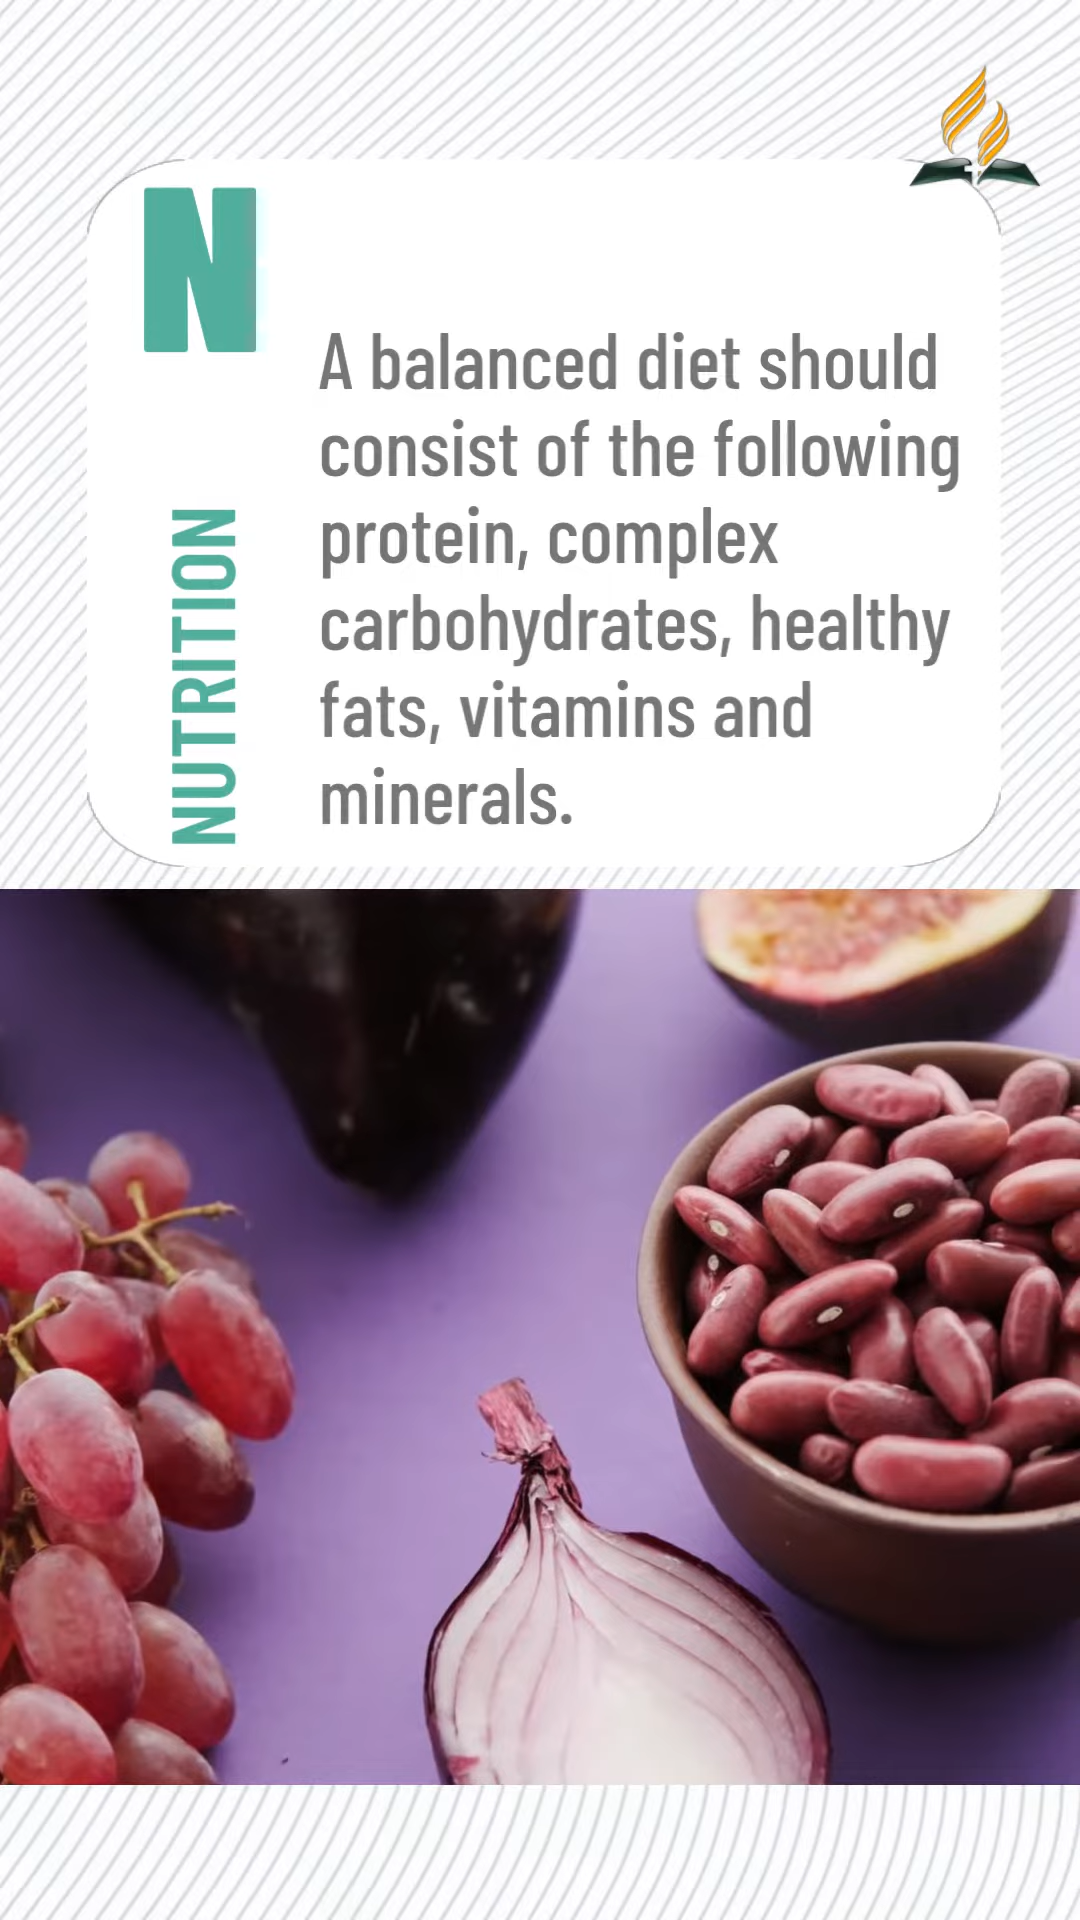 N
NUTRITION
A balanced diet should
consist of the following
protein, complex
carbohydrates, healthy
fats, vitamins and
minerals.